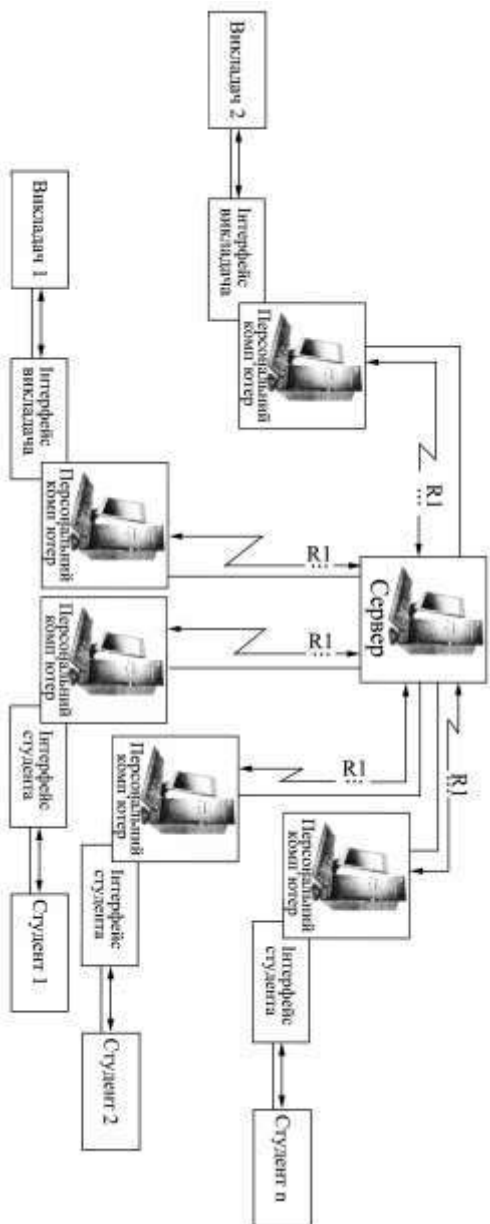 R1
...
R1
...
Сервер
R1
...
R1
...
R1
...
Персональний
комп`ютер
Персональний
комп`ютер
Персональний
комп`ютер
Персональний
комп`ютер
Персональний
комп`ютер
Інтерфейс
викладача
Інтерфейс
студента
Викладач 2
Студент n
Інтерфейс
студента
Студент 2
Інтерфейс
викладача
Інтерфейс
студента
Викладач 1
Студент 1